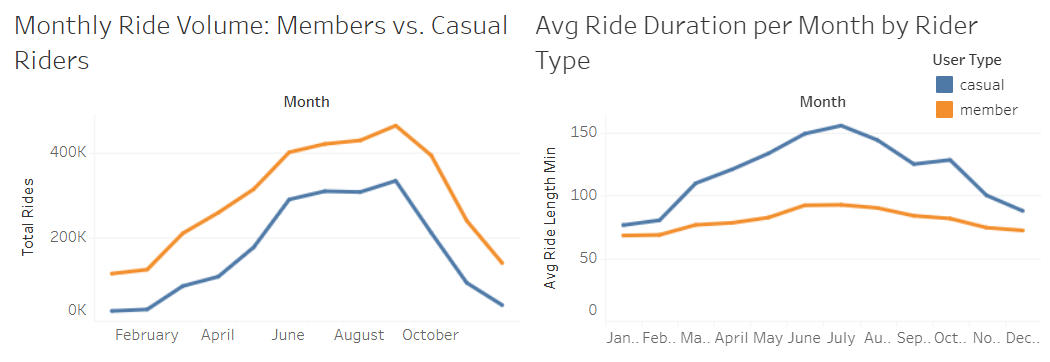 Monthly Ride Volume: Members vs. Casual
Riders
Month
400K
200K
0K
Total Rides
February April June August October
Avg Ride Duration per Month by Rider
Type
User Type
casual
member
Month
150
100
50
0
Avg Ride Length Min
Jan.. Feb.. Ma.. April May June July Au.. Sep.. Oct.. No.. Dec..